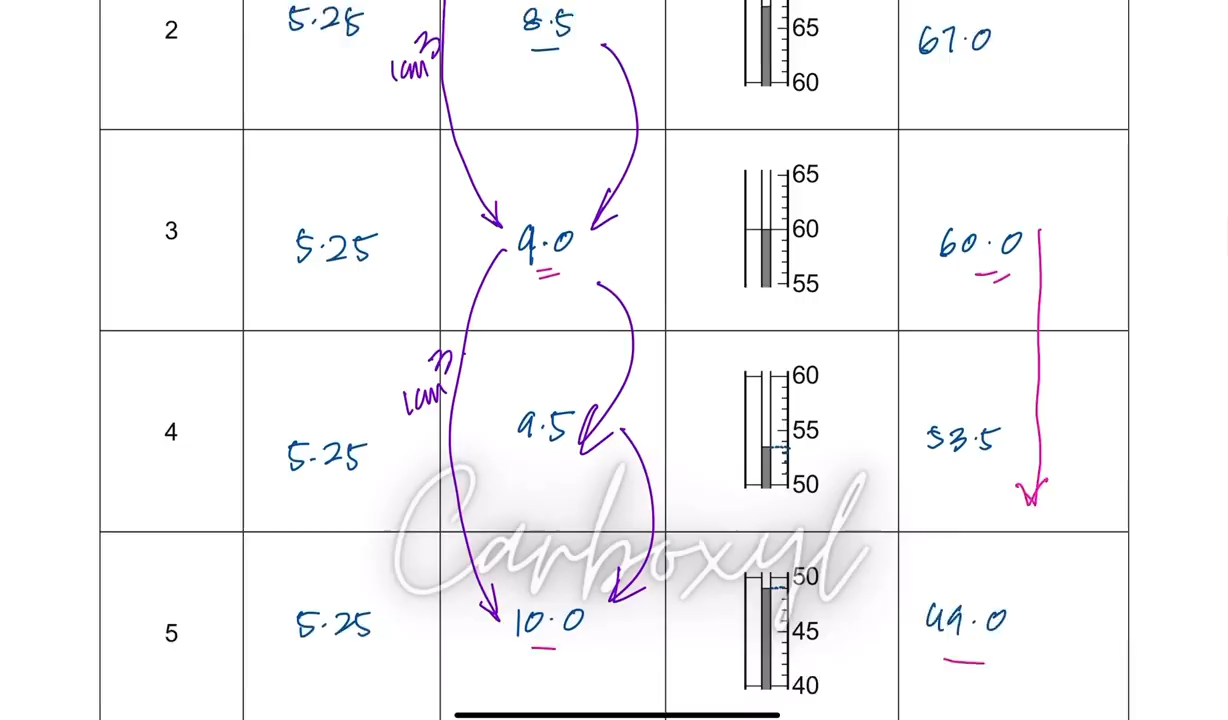 2 5.25 8.5 65 60 67.0
1cm³
3 5.25 9.0 65 60 55 60.0
1cm³
4 5.25 9.5 60 55 50 53.5
Carboxyl
5 5.25 10.0 50 45 40 49.0